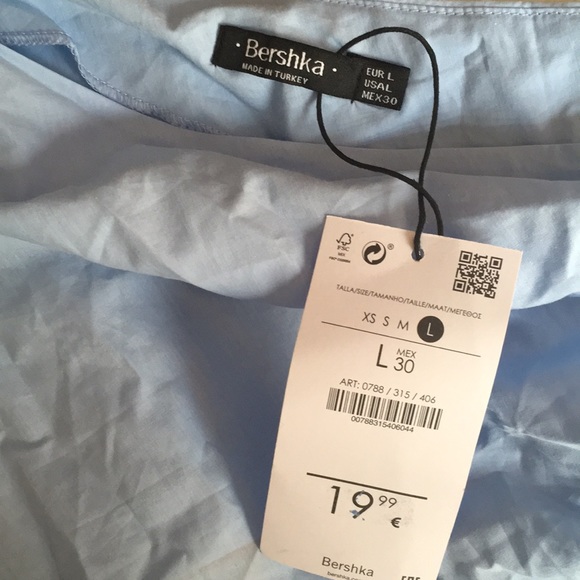 · Bershka ·
MADE IN TURKEY
EUR L
USA L
MEX 30
FSC
TALLA/SIZE/TAMANHO/TAILLE/MAAT/ΜΕΓΕΘΟΣ
XS S M L
L MEX 30
ART: 0788 / 315 / 406
00788315406044
19 99 €
Bershka